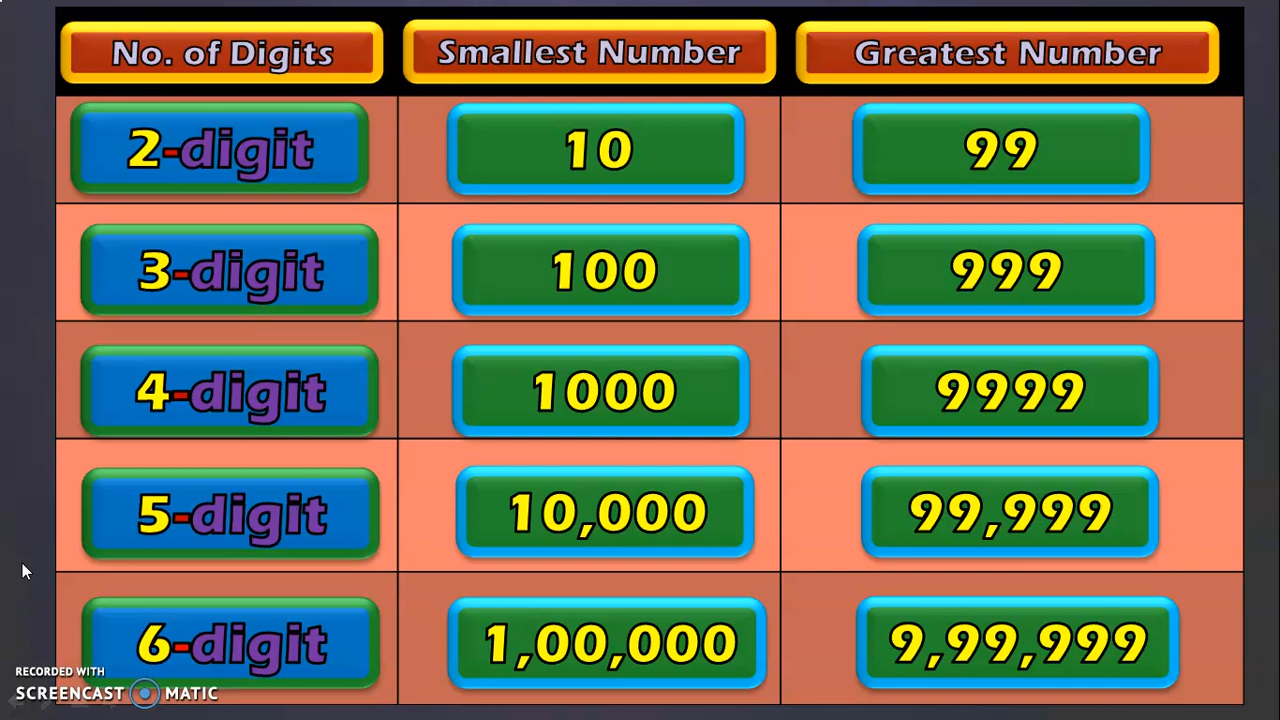 No. of Digits Smallest Number Greatest Number
2-digit 10 99
3-digit 100 999
4-digit 1000 9999
5-digit 10,000 99,999
6-digit 1,00,000 9,99,999
RECORDED WITH
SCREENCAST MATIC